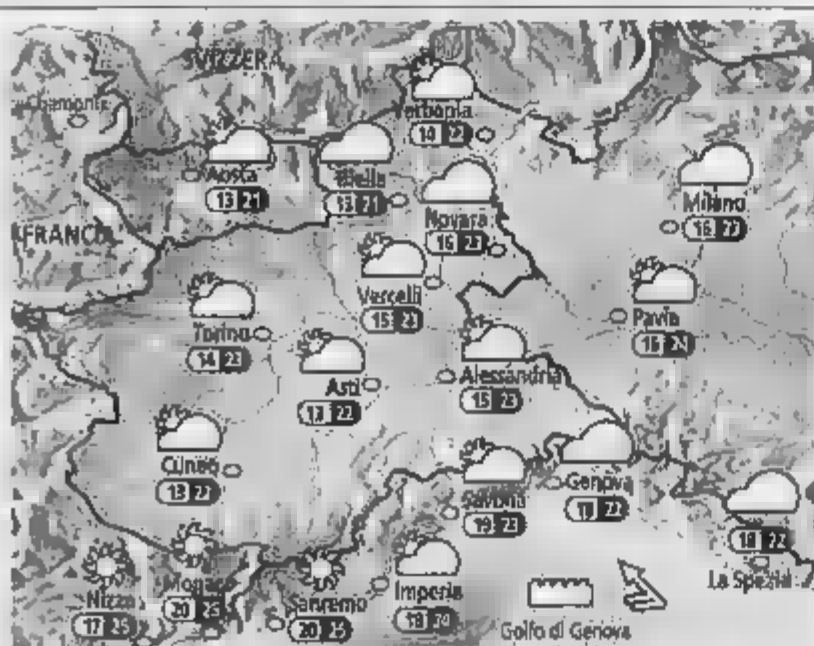 SVIZZERA
Chamonix
Verbania
14 22
Aosta
13 21
Biella
13 21
Milano
16 23
Novara
16 23
FRANCIA
Vercelli
15 23
Pavia
16 24
Torino
14 22
Asti
13 22
Alessandria
15 23
Cuneo
13 22
Savona
19 23
Genova
22
18 22
La Spezia
Nizza
17
Monaco
20 25
Sanremo
20 25
Imperia
18
Golfo di Genova